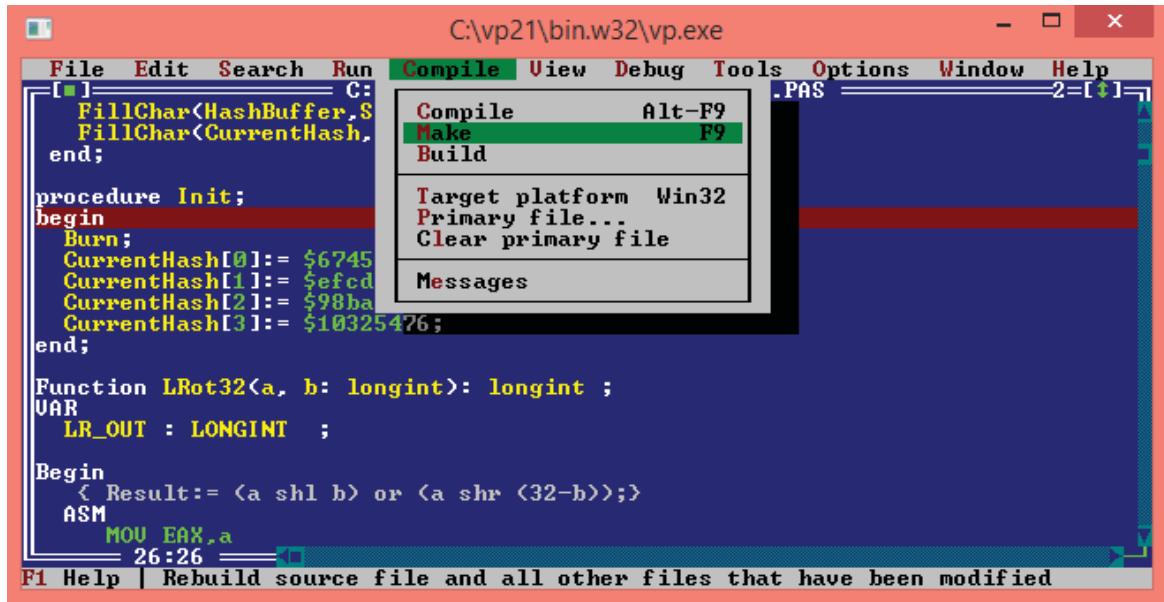 C:\vp21\bin.w32\vp.exe
File Edit Search Run Compile View Debug Tools Options Window Help
[■] C: .PAS 2=[↕]
FillChar(HashBuffer,S
FillChar(CurrentHash,
end;
procedure Init;
begin
Burn;
CurrentHash[0]:= $6745
CurrentHash[1]:= $efcd
CurrentHash[2]:= $98ba
CurrentHash[3]:= $10325476;
end;
Compile Alt-F9
Make F9
Build
Target platform Win32
Primary file...
Clear primary file
Messages
Function LRot32(a, b: longint): longint ;
VAR
LR_OUT : LONGINT ;
Begin
{ Result:= (a shl b) or (a shr (32-b));}
ASM
MOV EAX,a
26:26
F1 Help | Rebuild source file and all other files that have been modified